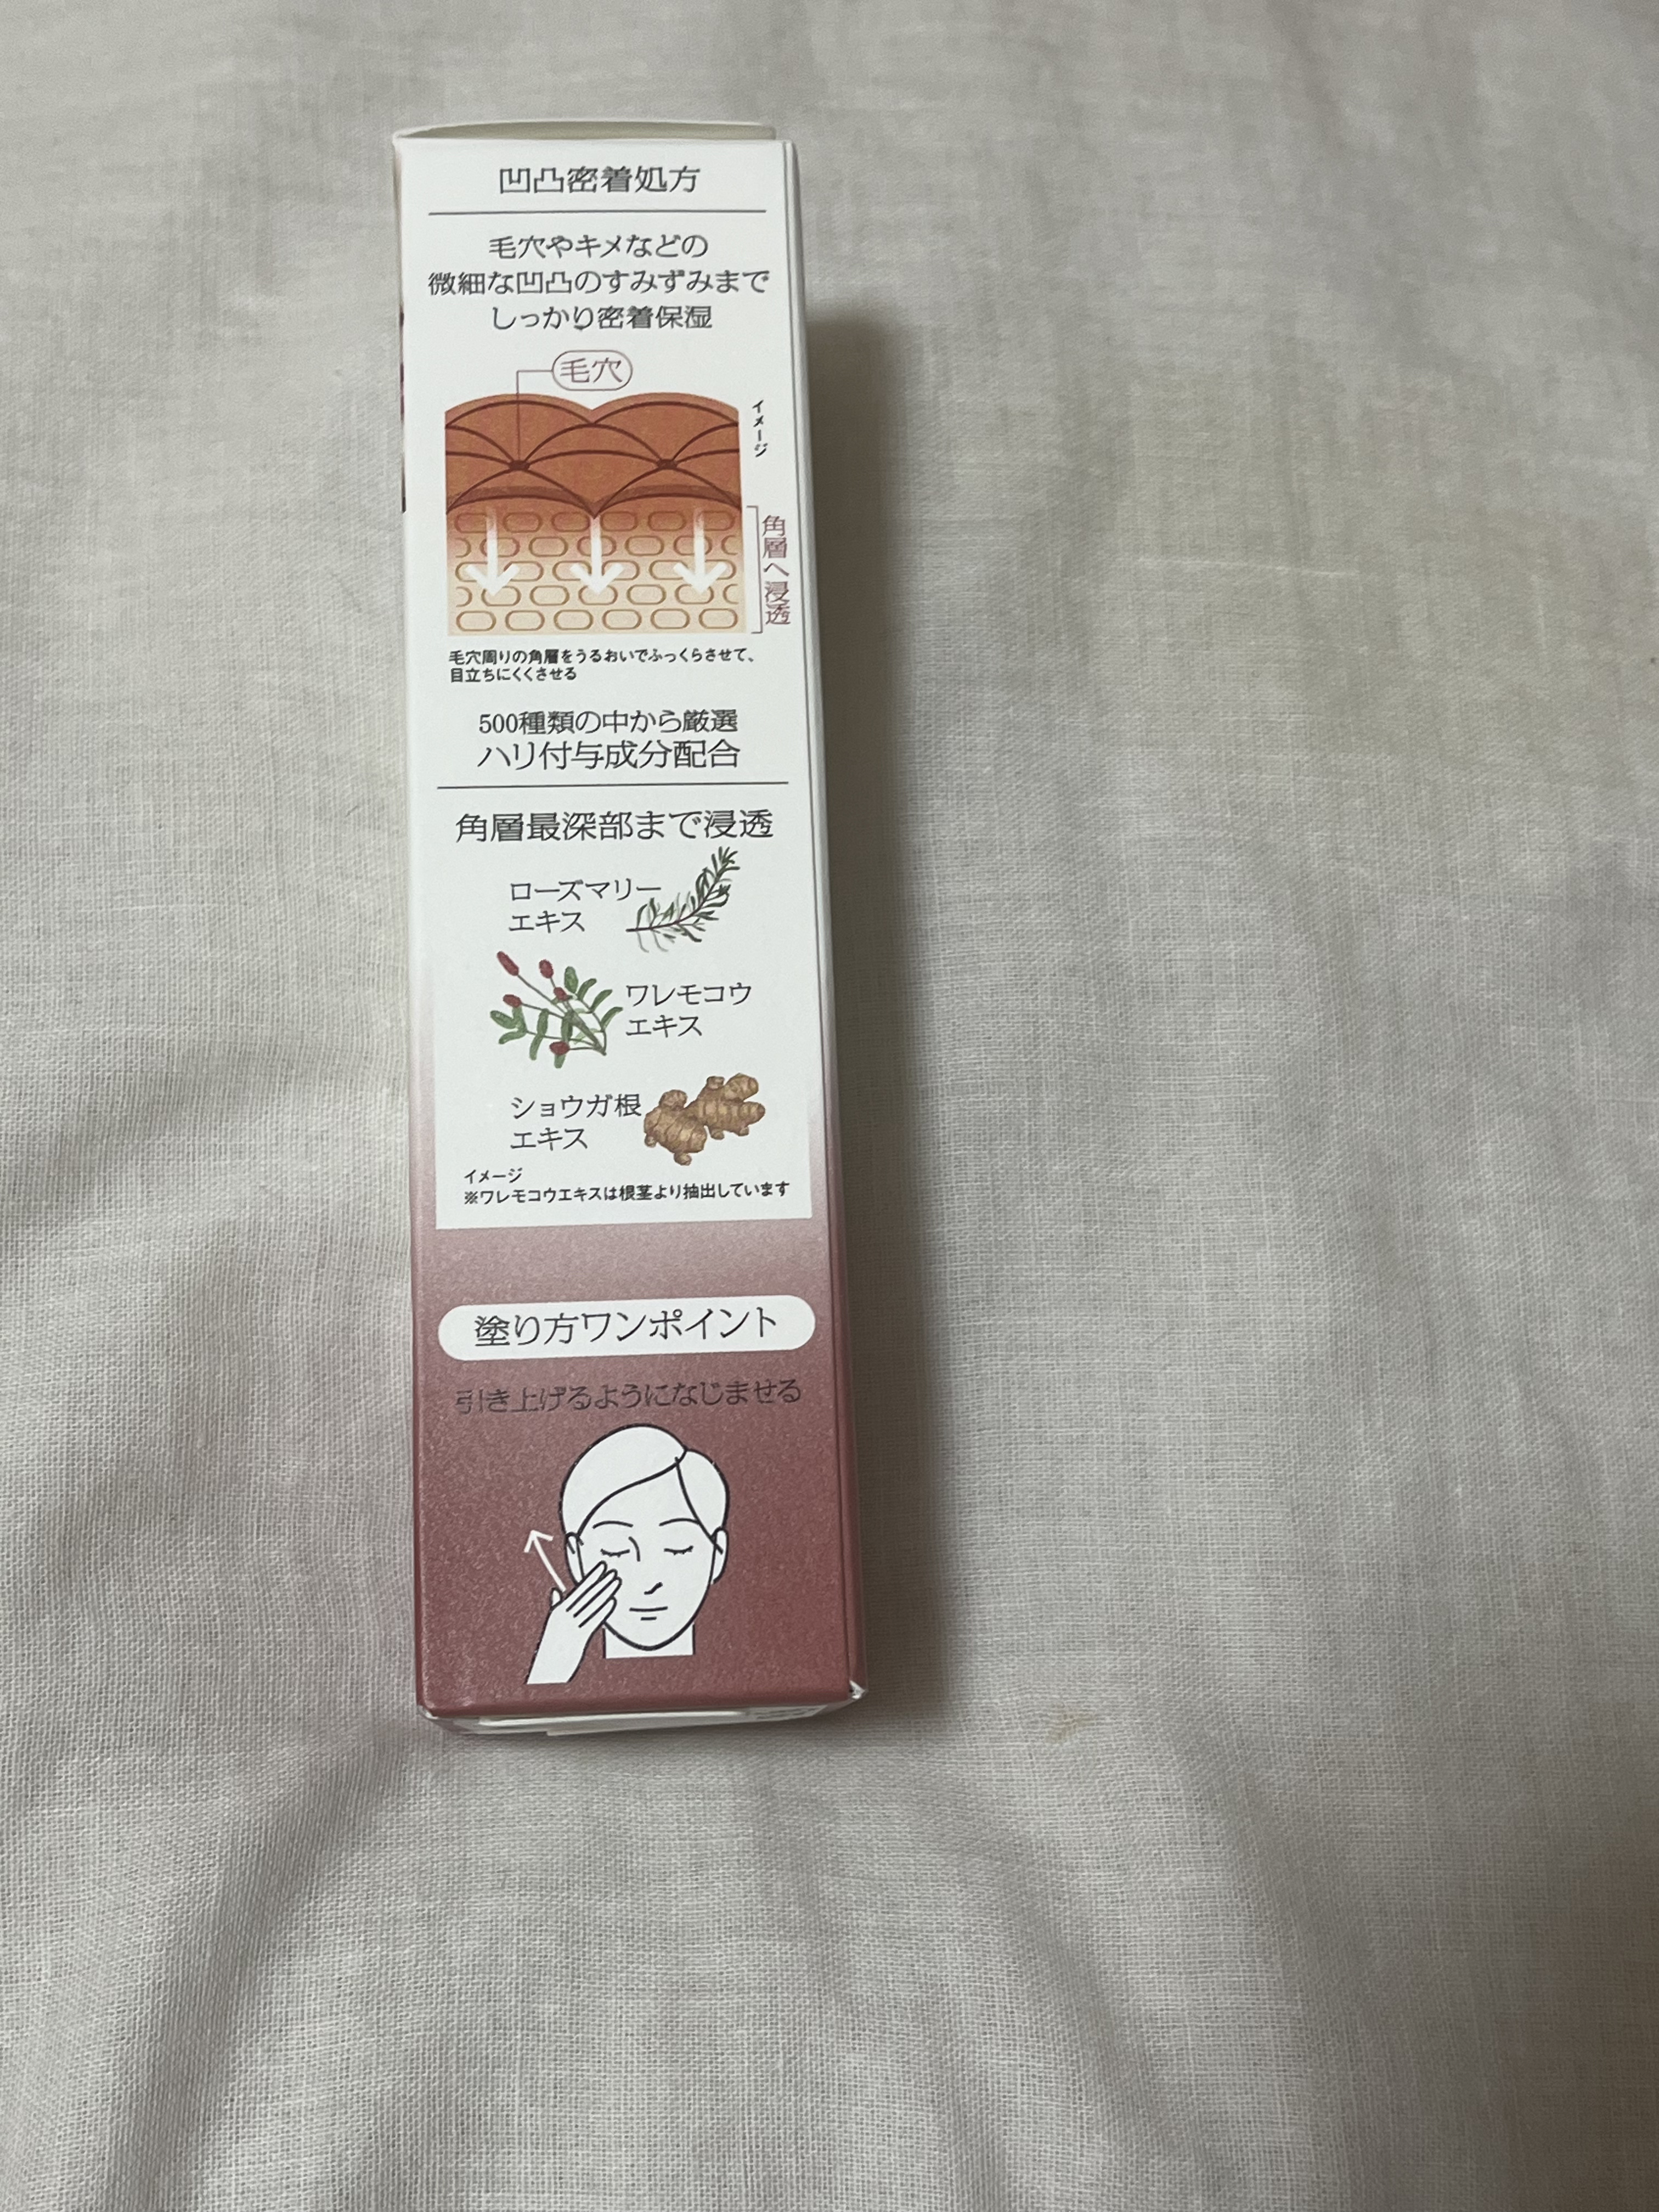 凹凸密着処方
毛穴やキメなどの
微細な凹凸のすみずみまで
しっかり密着保湿
毛穴
イメージ
角層へ浸透
毛穴周りの角層をうるおいでふっくらさせて、
目立ちにくくさせる
500種類の中から厳選
ハリ付与成分配合
角層最深部まで浸透
ローズマリー
エキス
ワレモコウ
エキス
ショウガ根
エキス
イメージ
※ワレモコウエキスは根茎より抽出しています
塗り方ワンポイント
引き上げるようになじませる